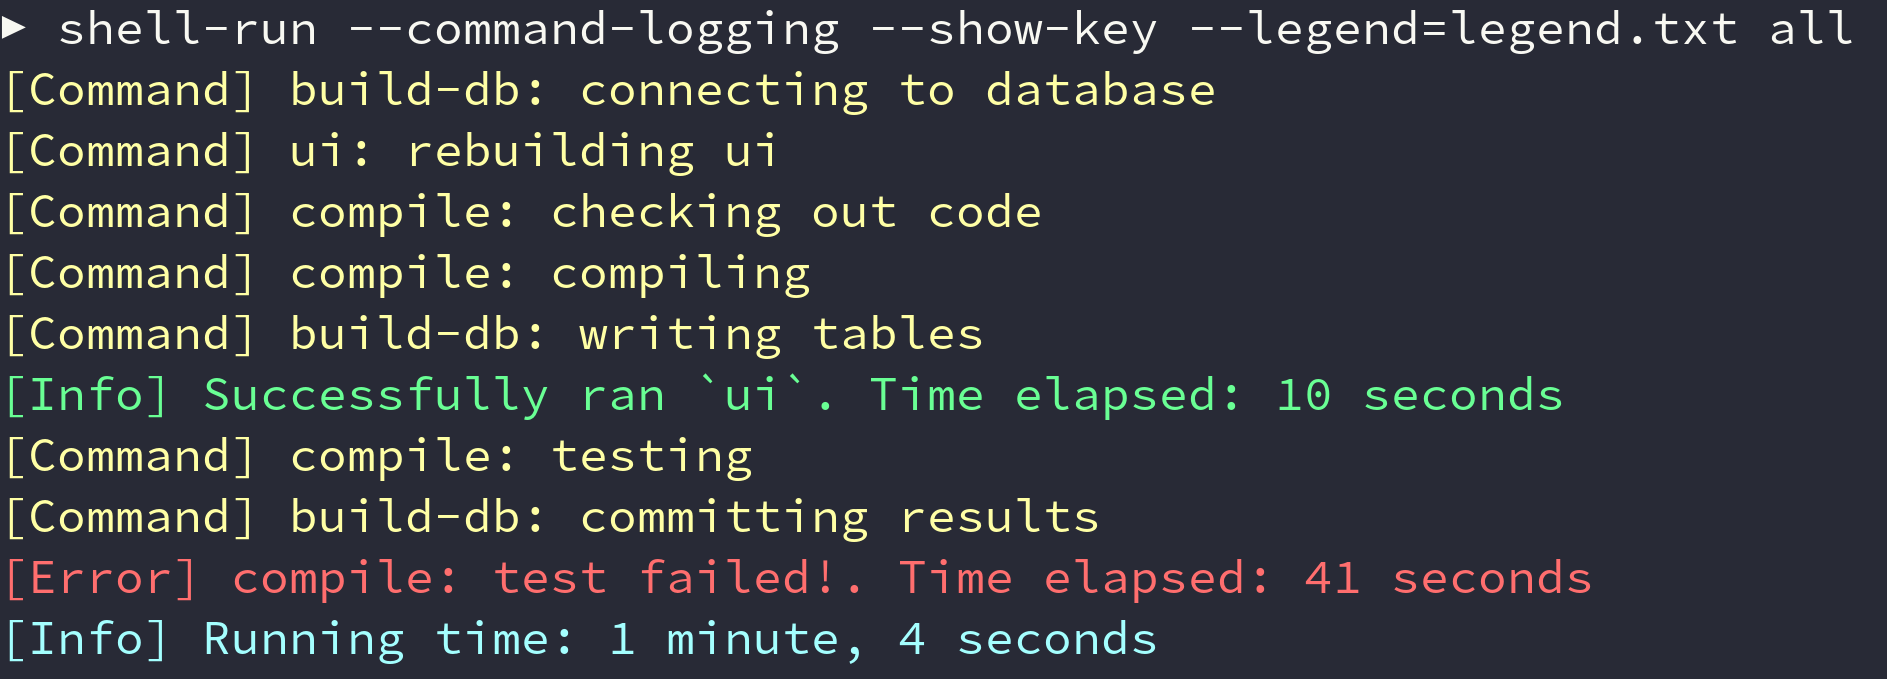 ▶ shell-run --command-logging --show-key --legend=legend.txt all
[Command] build-db: connecting to database
[Command] ui: rebuilding ui
[Command] compile: checking out code
[Command] compile: compiling
[Command] build-db: writing tables
[Info] Successfully ran `ui`. Time elapsed: 10 seconds
[Command] compile: testing
[Command] build-db: committing results
[Error] compile: test failed!. Time elapsed: 41 seconds
[Info] Running time: 1 minute, 4 seconds